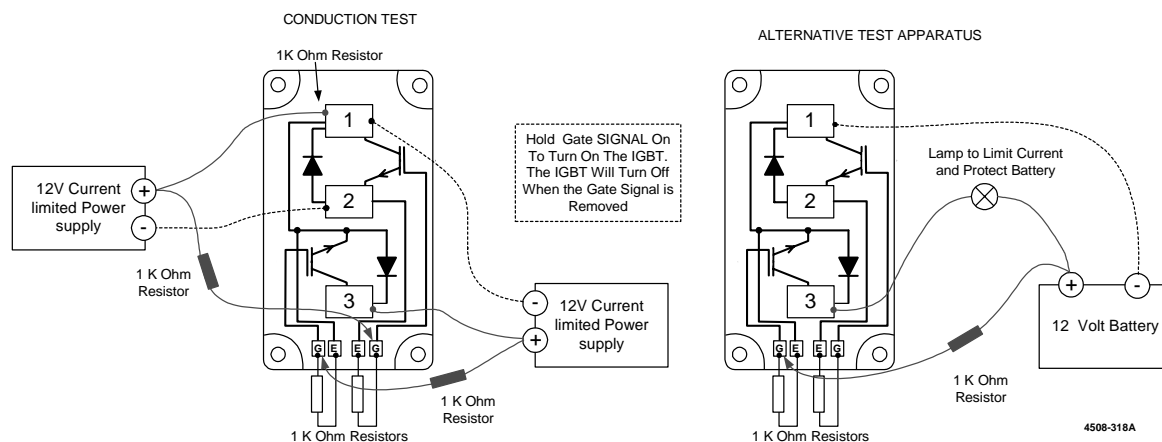 CONDUCTION TEST
1K Ohm Resistor
1
2
3
12V Current
limited Power
supply
+
-
1 K Ohm
Resistor
G E E G
1 K Ohm Resistors
1 K Ohm
Resistor
-
+
12V Current
limited Power
supply
Hold Gate SIGNAL On
To Turn On The IGBT.
The IGBT Will Turn Off
When the Gate Signal is
Removed
ALTERNATIVE TEST APPARATUS
1
2
3
Lamp to Limit Current
and Protect Battery
+ -
12 Volt Battery
G E E G
1 K Ohm
Resistor
1 K Ohm Resistors
4508-318A